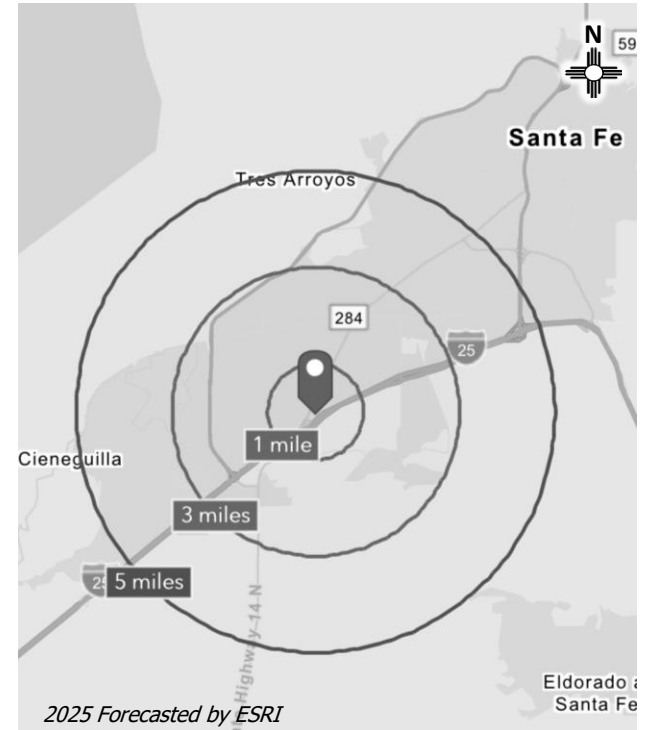 N
59
Santa Fe
Tres Arroyos
284
25
1 mile
Cieneguilla
3 miles
25
5 miles
Highway 14 N
Eldorado a
Santa Fe
2025 Forecasted by ESRI